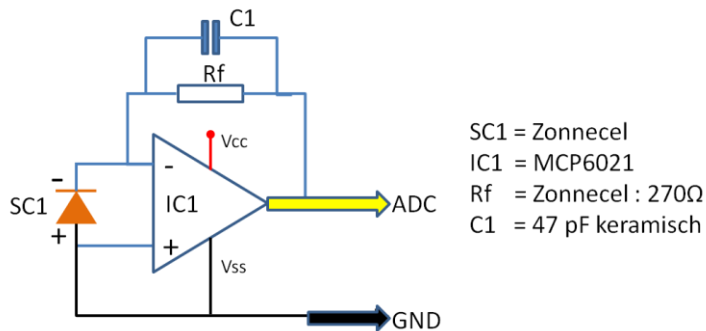 C1
Rf
Vcc
-
-
SC1
IC1
ADC
+
+
Vss
GND
SC1 = Zonnecel
IC1 = MCP6021
Rf = Zonnecel : 270Ω
C1 = 47 pF keramisch